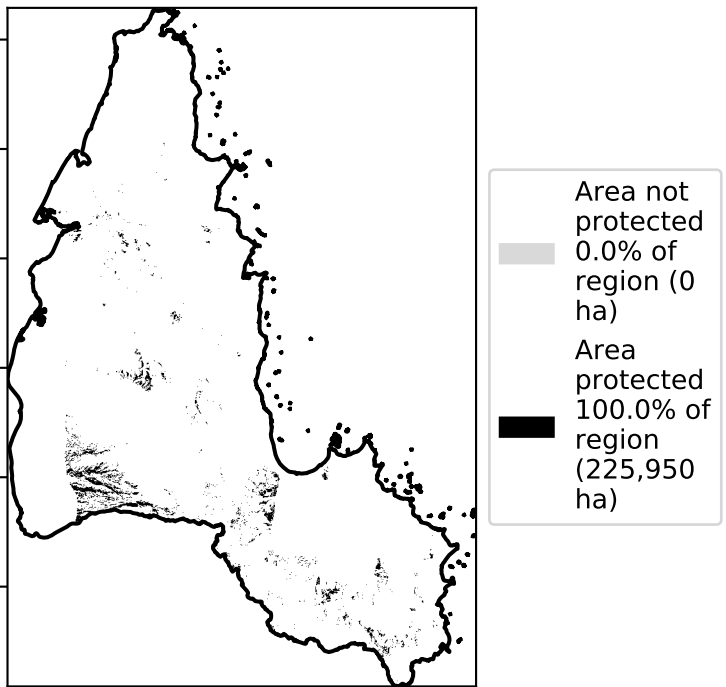 Area not
protected
0.0% of
region (0
ha)
Area
protected
100.0% of
region
(225,950
ha)